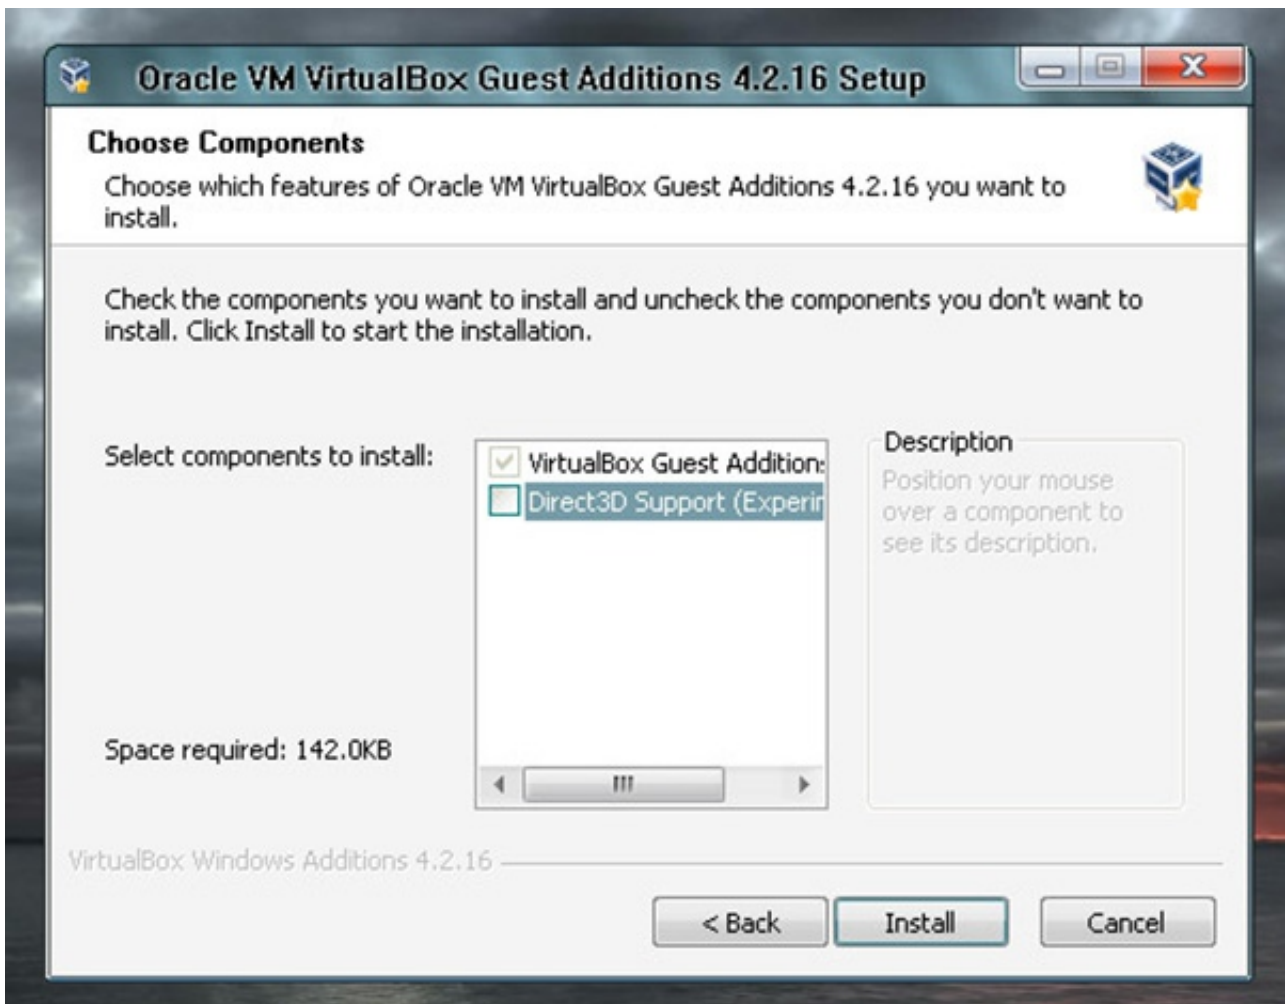 Oracle VM VirtualBox Guest Additions 4.2.16 Setup
Choose Components
Choose which features of Oracle VM VirtualBox Guest Additions 4.2.16 you want to
install.
Check the components you want to install and uncheck the components you don't want to
install. Click Install to start the installation.
Select components to install:
VirtualBox Guest Additions
Direct3D Support (Experim
Description
Position your mouse
over a component to
see its description.
Space required: 142.0KB
VirtualBox Windows Additions 4.2.16
< Back
Install
Cancel